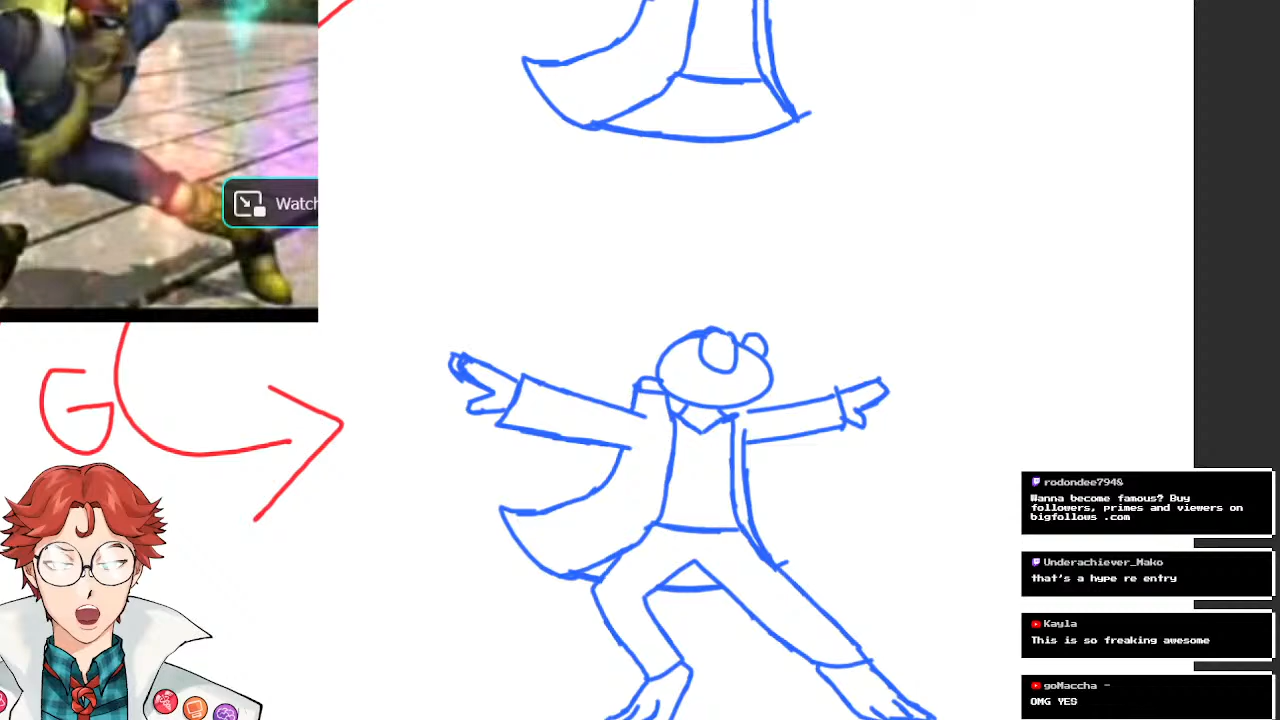 Watch
G
rodondee7948
Wanna become famous? Buy
followers, primes and viewers on
bigfollows .com
Underachiever_Mako
that's a hype re entry
Kayla
This is so freaking awesome
goMaccha -
OMG YES